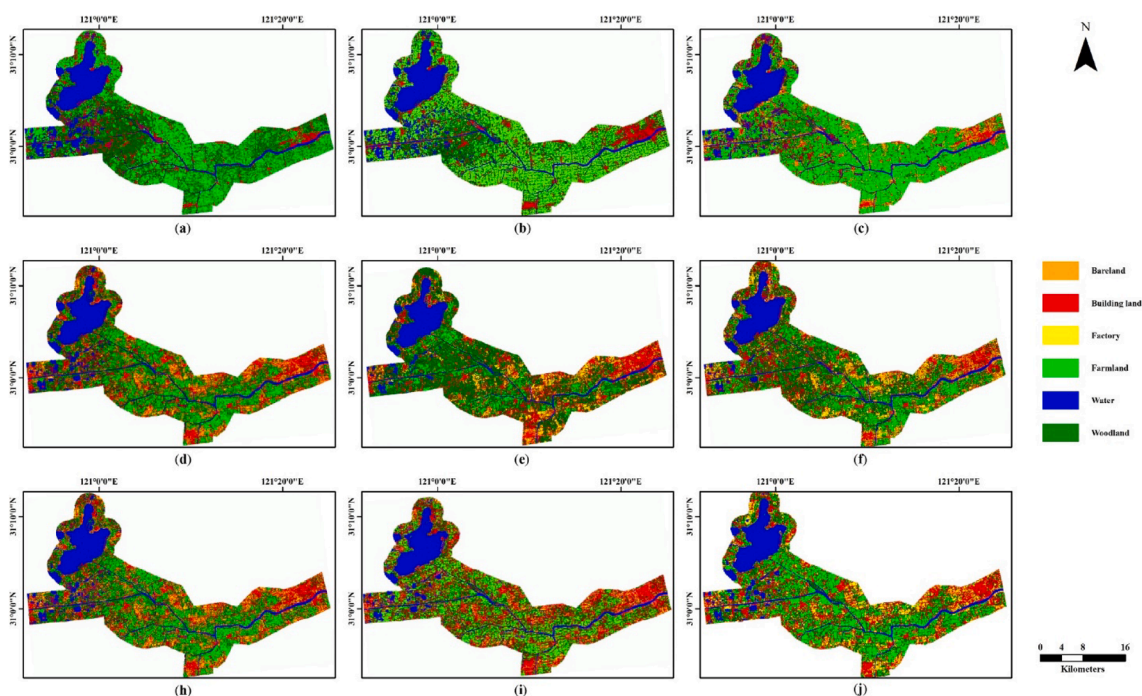 121°0'0"E 121°20'0"E 121°0'0"E 121°20'0"E 121°0'0"E 121°20'0"E
N
31°10'0"N
31°0'0"N
31°10'0"N
31°0'0"N
31°10'0"N
31°0'0"N
(a) (b) (c)
121°0'0"E 121°20'0"E 121°0'0"E 121°20'0"E 121°0'0"E 121°20'0"E
31°10'0"N
31°0'0"N
31°10'0"N
31°0'0"N
31°10'0"N
31°0'0"N
Bareland
Building land
Factory
Farmland
Water
Woodland
(d) (e) (f)
121°0'0"E 121°20'0"E 121°0'0"E 121°20'0"E 121°0'0"E 121°20'0"E
31°10'0"N
31°0'0"N
31°10'0"N
31°0'0"N
31°10'0"N
31°0'0"N
0 4 8 16
Kilometers
(h) (i) (j)